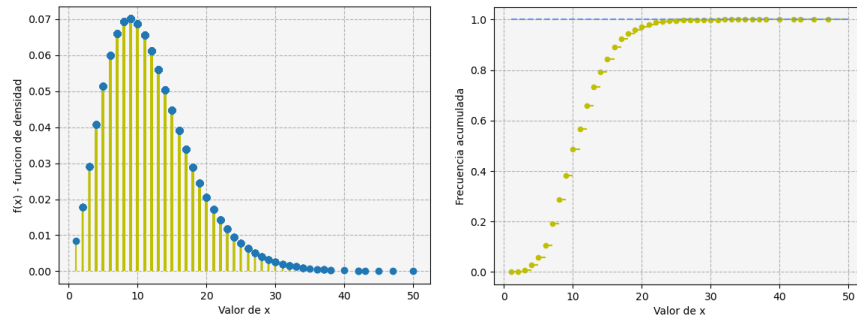 0.07
0.06
0.05
0.04
0.03
0.02
0.01
0.00
f(x) - funcion de densidad
0 10 20 30 40 50
Valor de x
1.0
0.8
0.6
0.4
0.2
0.0
Frecuencia acumulada
0 10 20 30 40 50
Valor de x